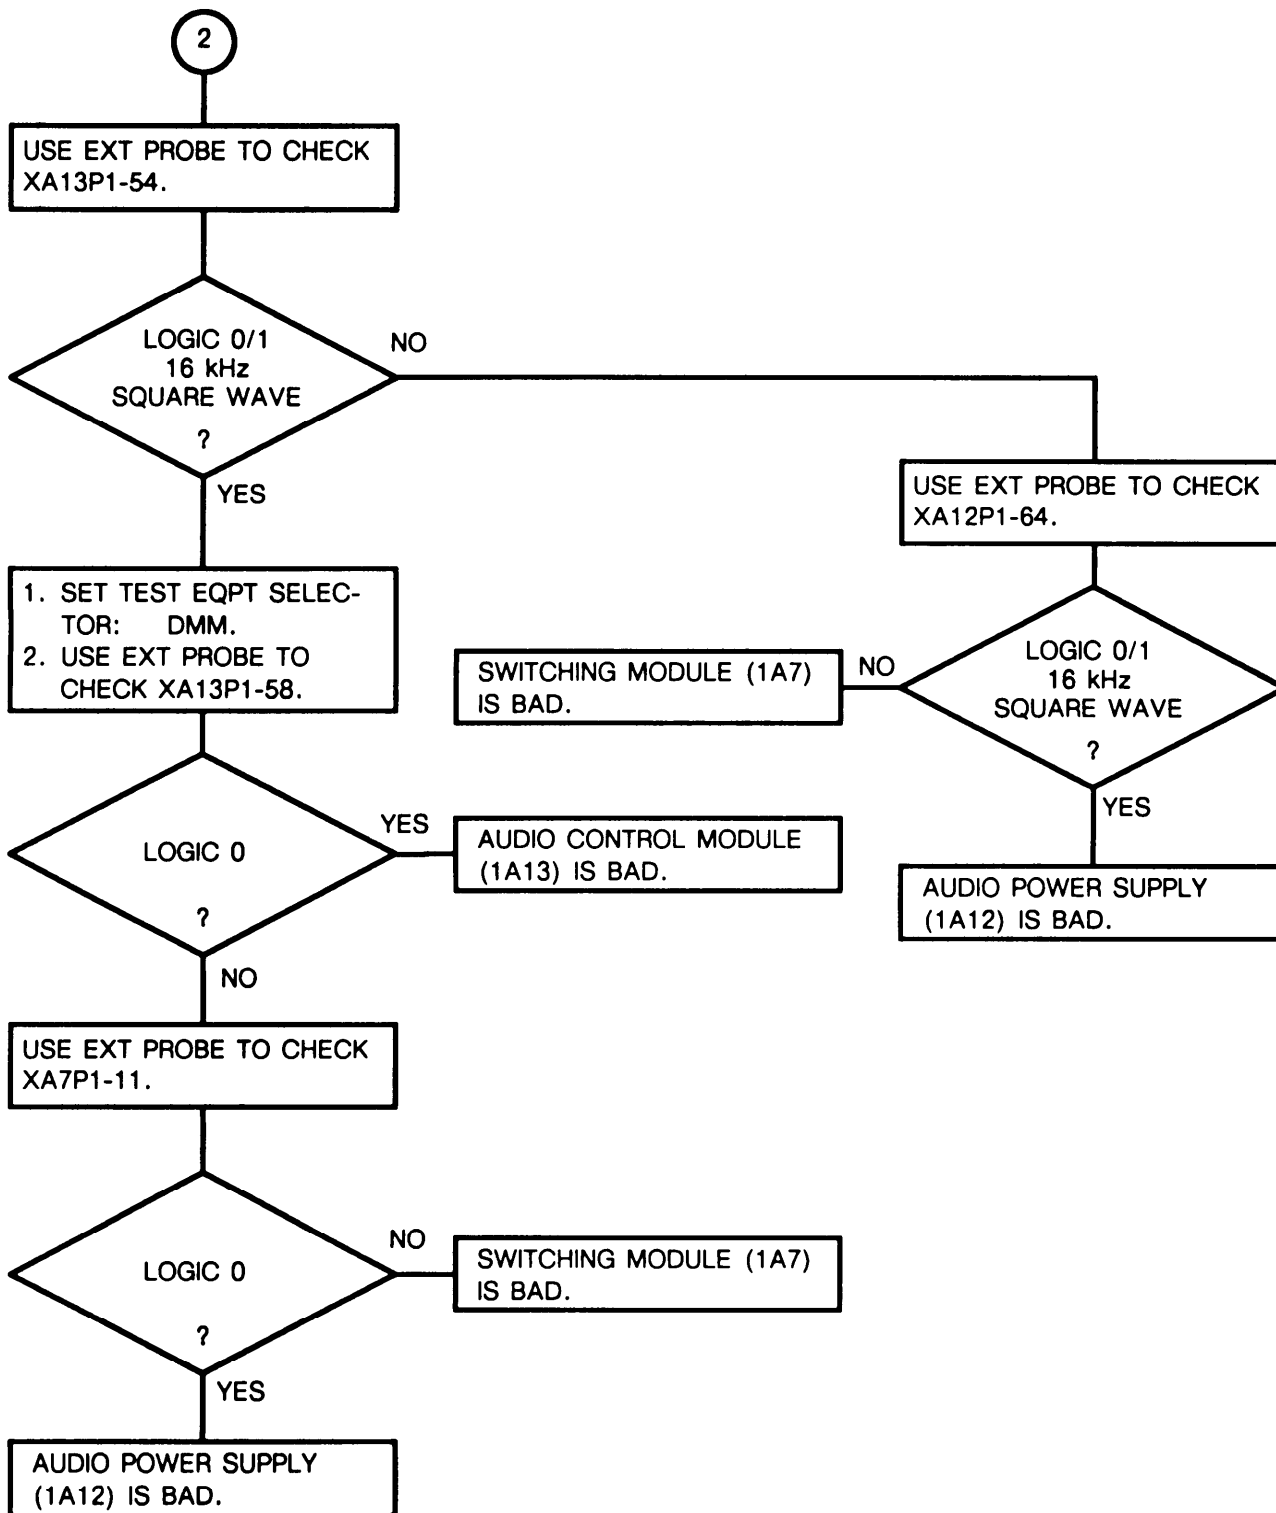 2
USE EXT PROBE TO CHECK
XA13P1-54.
LOGIC 0/1
16 kHz
SQUARE WAVE
?
NO
YES
USE EXT PROBE TO CHECK
XA12P1-64.
1. SET TEST EQPT SELEC-
TOR: DMM.
2. USE EXT PROBE TO
CHECK XA13P1-58.
LOGIC 0/1
16 kHz
SQUARE WAVE
?
NO
SWITCHING MODULE (1A7)
IS BAD.
YES
AUDIO POWER SUPPLY
(1A12) IS BAD.
LOGIC 0
?
YES
AUDIO CONTROL MODULE
(1A13) IS BAD.
NO
USE EXT PROBE TO CHECK
XA7P1-11.
LOGIC 0
?
NO
SWITCHING MODULE (1A7)
IS BAD.
YES
AUDIO POWER SUPPLY
(1A12) IS BAD.